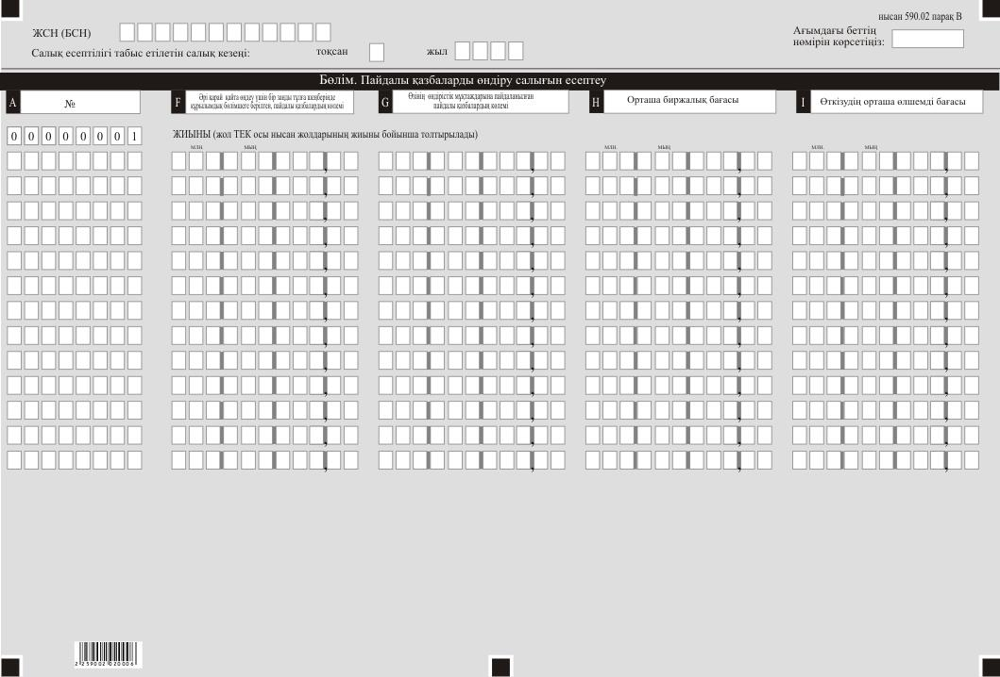 нысан 590.02 парақ B
ЖСН (БСН)
Ағымдағы беттің
нөмірін көрсетіңіз:
Салық есептілігі табыс етілетін салық кезеңі: тоқсан жыл
Бөлім. Пайдалы қазбаларды өндіру салығын есептеу
A №
F Әрі қарай қайта өңдеу үшін бір заңды тұлға шеңберінде
құрылымдық бөлімшеге берілген, пайдалы қазбалардың көлемі
G Өзінің өндірістік мұқтаждарына пайдаланылған
пайдалы қазбалардың көлемі
H Орташа биржалық бағасы
I Өткізудің орташа өлшемді бағасы
0 0 0 0 0 0 0 1 ЖИЫНЫ (жол ТЕК осы нысан жолдарының жиыны бойынша толтырылады)
млн. мың млн. мың млн. мың
2 259002 020006